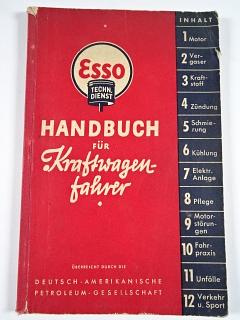 Esso
TECHN.
DIENST
HANDBUCH
FÜR
Kraftwagen-
fahrer
ÜBERREICHT DURCH DIE
DEUTSCH-AMERIKANISCHE
PETROLEUM-GESELLSCHAFT
INHALT
1 Motor
2 Ver-
gaser
3 Kraft-
stoff
4 Zündung
5 Schmie-
rung
6 Kühlung
7 Elektr.
Anlage
8 Pflege
9 Motor-
störun-
gen
10 Fahr-
praxis
11 Unfälle
12 Verkehr
u. Sport